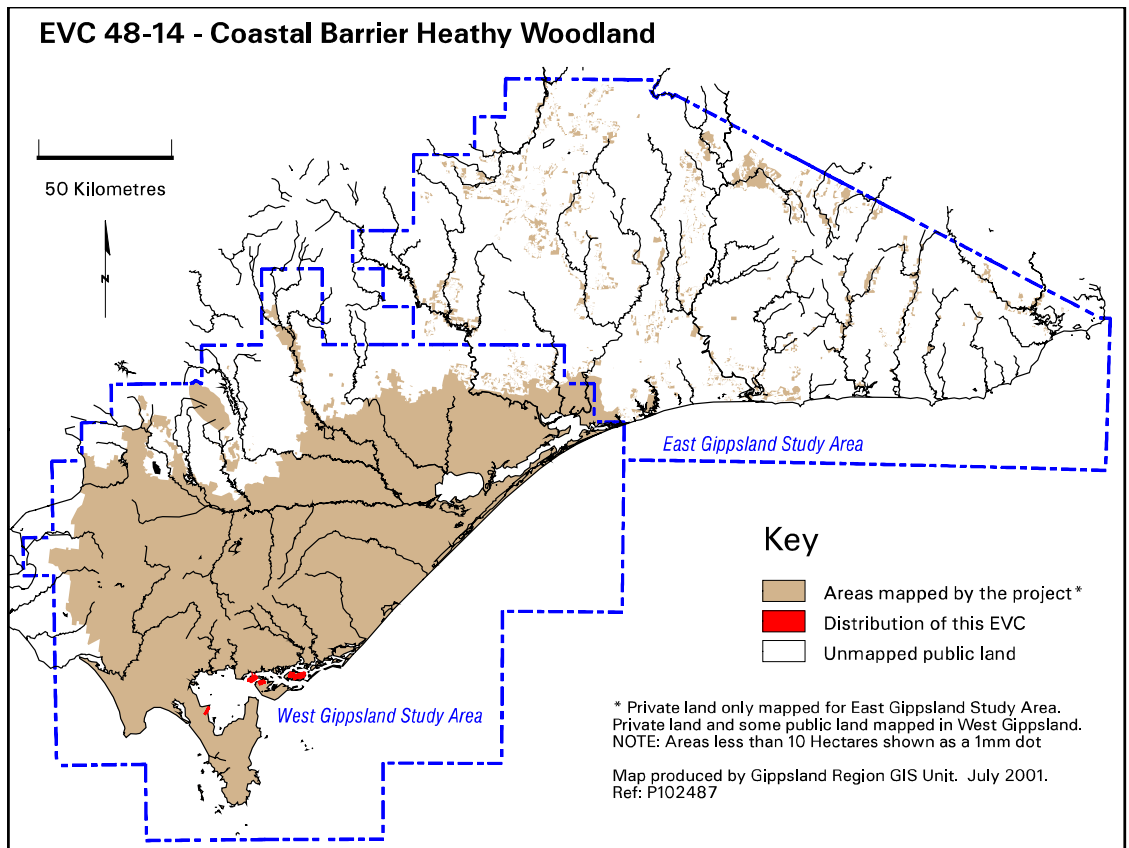 EVC 48-14 - Coastal Barrier Heathy Woodland
50 Kilometres
N
East Gippsland Study Area
Key
Areas mapped by the project *
Distribution of this EVC
Unmapped public land
West Gippsland Study Area
* Private land only mapped for East Gippsland Study Area.
Private land and some public land mapped in West Gippsland.
NOTE: Areas less than 10 Hectares shown as a 1mm dot
Map produced by Gippsland Region GIS Unit. July 2001.
Ref: P102487